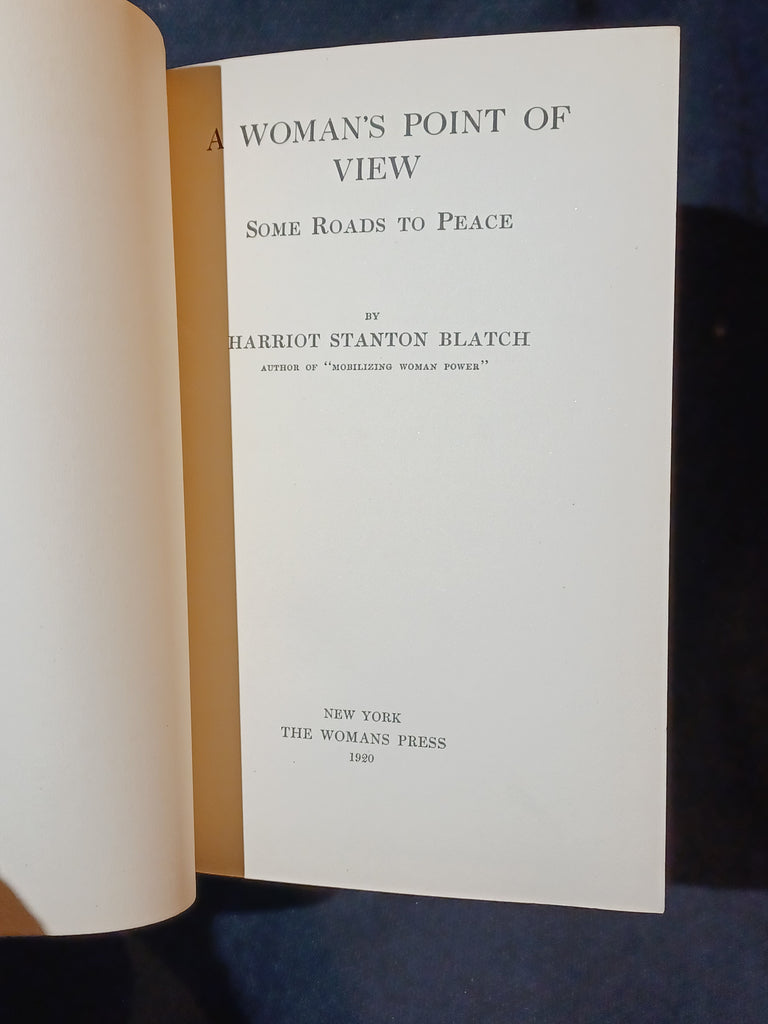 A WOMAN'S POINT OF
VIEW
SOME ROADS TO PEACE
BY
HARRIOT STANTON BLATCH
AUTHOR OF "MOBILIZING WOMAN POWER"
NEW YORK
THE WOMANS PRESS
1920